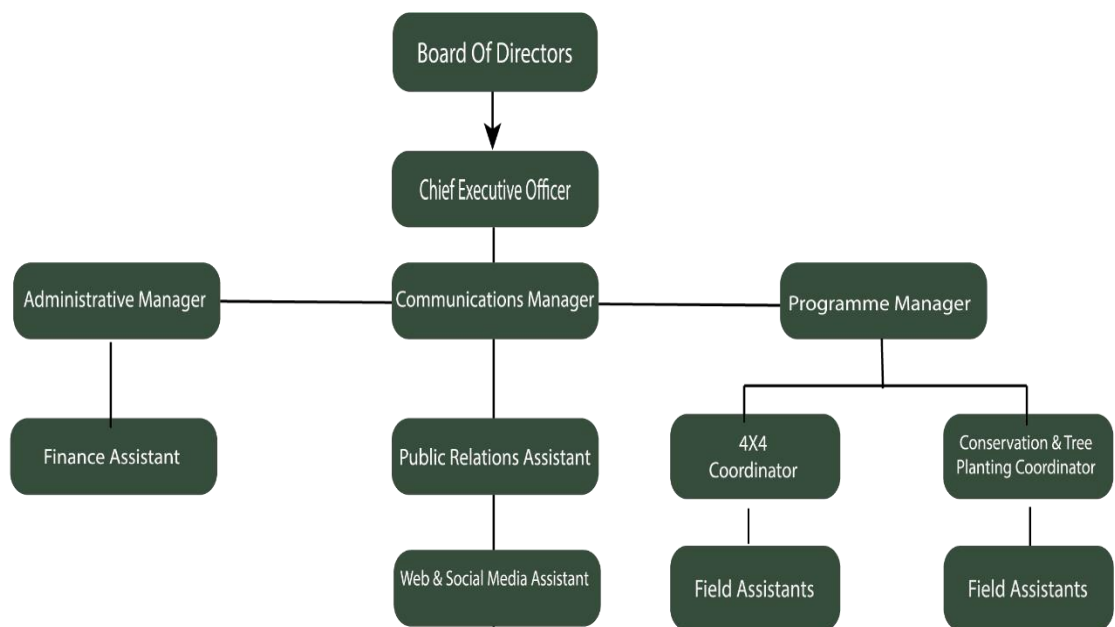 Board Of Directors
Chief Executive Officer
Administrative Manager
Communications Manager
Programme Manager
Finance Assistant
Public Relations Assistant
4X4
Coordinator
Conservation & Tree
Planting Coordinator
Web & Social Media Assistant
Field Assistants
Field Assistants